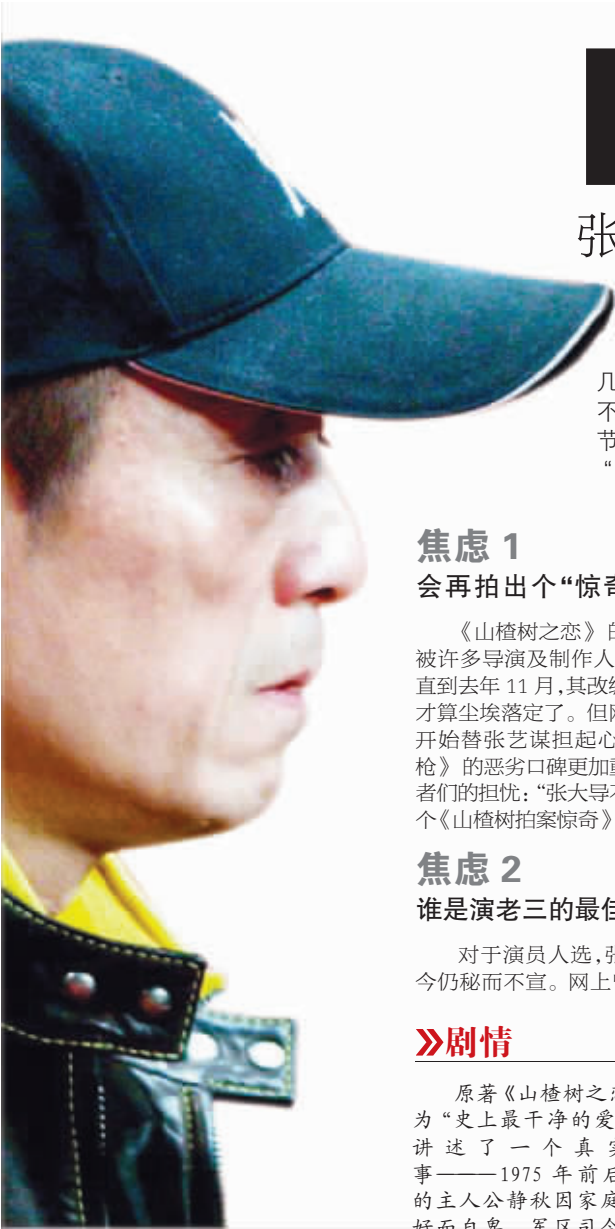 张
几
不
节
“
焦虑 1
会再拍出个“惊奇
《山楂树之恋》的
被许多导演及制作人
直到去年 11 月,其改编
才算尘埃落定了。但网
开始替张艺谋担起心
枪》的恶劣口碑更加重
者们的担忧:“张大导不
个《山楂树拍案惊奇》
焦虑 2
谁是演老三的最佳
对于演员人选,张
今仍秘而不宣。网上
剧情
原著《山楂树之恋
为“史上最干净的爱
讲述了一个真实
事———1975 年前后
的主人公静秋因家庭
好而自卑